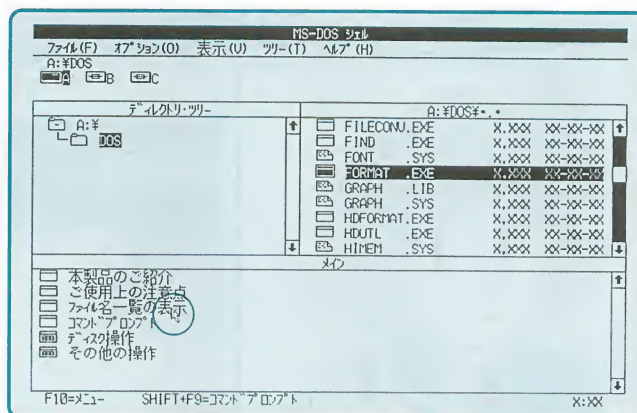 MS-DOS シェル
ファイル(F) オプション(O) 表示(V) ツリー(T) ヘルプ(H)
A:¥DOS
A B C
ディレクトリ・ツリー
A:¥
DOS
A:¥DOS¥*.*
FILECONV.EXE X,XXX XX-XX-XX
FIND .EXE X,XXX XX-XX-XX
FONT .SYS X,XXX XX-XX-XX
FORMAT .EXE X,XXX XX-XX-XX
GRAPH .LIB X,XXX XX-XX-XX
GRAPH .SYS X,XXX XX-XX-XX
HDFORMAT.EXE X,XXX XX-XX-XX
HDUTL .EXE X,XXX XX-XX-XX
HIMEM .SYS X,XXX XX-XX-XX
メイン
本製品のご紹介
ご使用上の注意点
ファイル名一覧の表示
コマンドプロンプト
ディスク操作
その他の操作
F10=メニュー SHIFT+F9=コマンドプロンプト X:XX